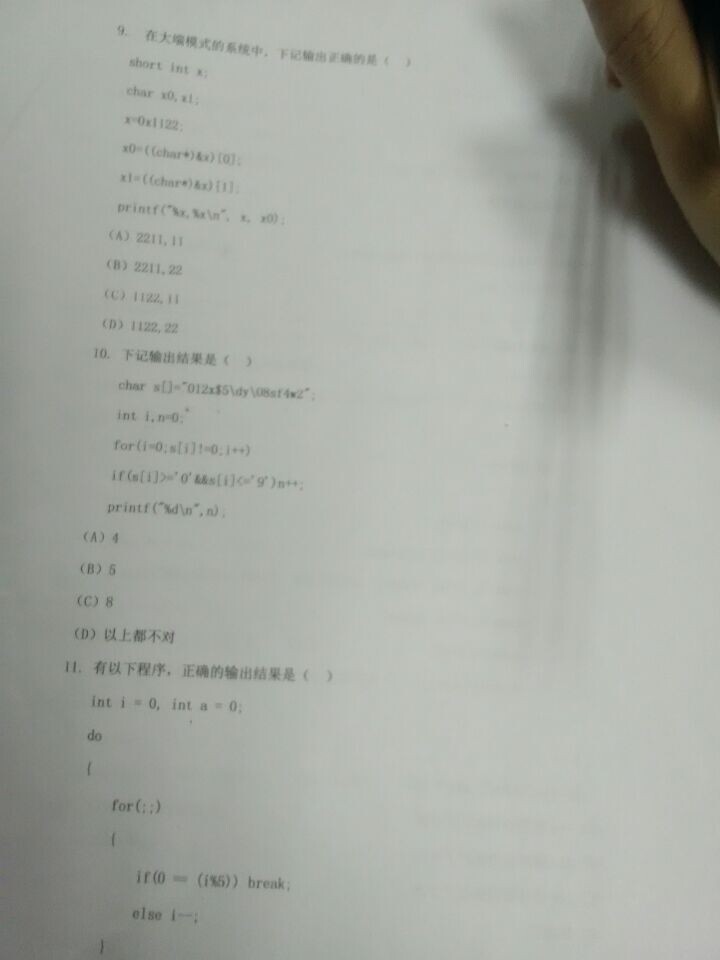 9. 在大端模式的系统中，下记输出正确的是（ ）
short int x;
char x0,x1;
x=0x1122;
x0=((char*)&x)[0];
x1=((char*)&x)[1];
printf("%x,%x\n", x, x0);
（A）2211,11
（B）2211,22
（C）1122,11
（D）1122,22
10. 下记输出结果是（ ）
char s[]="012x$5\dy\08sf4w2";
int i,n=0;
for(i=0;s[i]!=0;i++)
if(s[i]>='0'&&s[i]<='9')n++;
printf("%d\n",n);
（A）4
（B）5
（C）8
（D）以上都不对
11. 有以下程序，正确的输出结果是（ ）
int i = 0, int a = 0;
do
{
for(;;)
{
if(0 == (i%5)) break;
else i--;
}